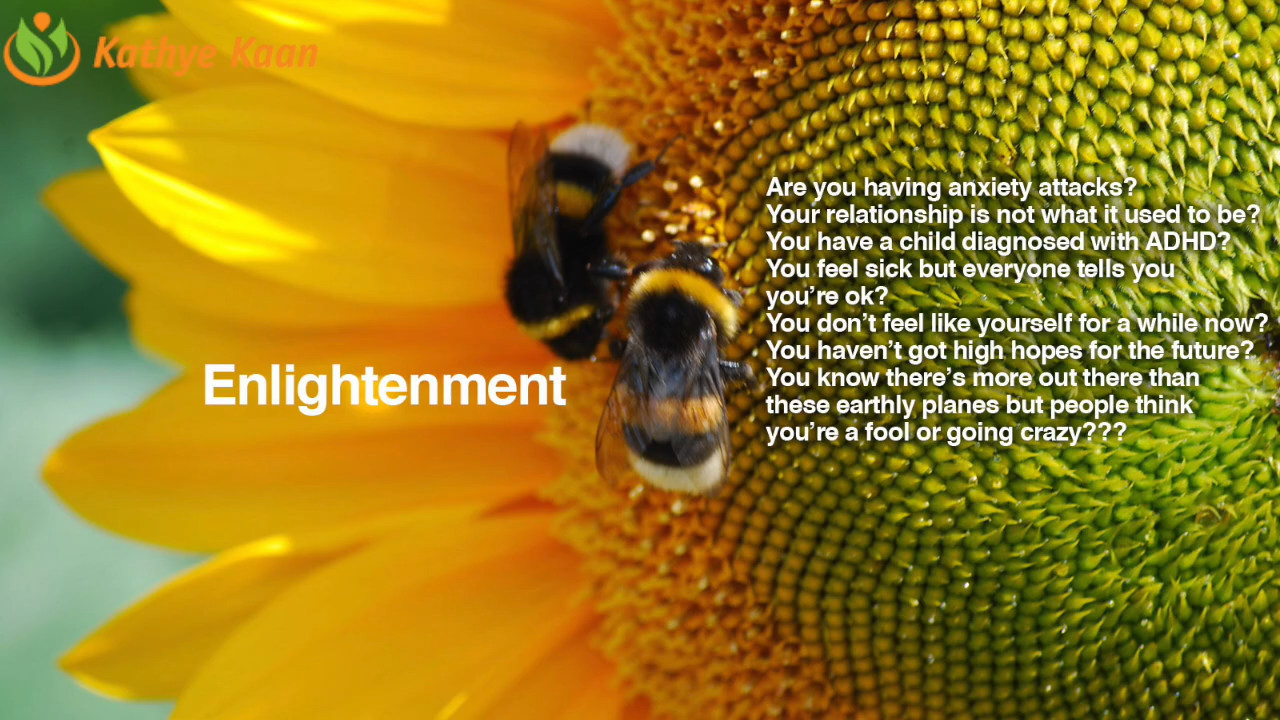 Kathye Kaan
Enlightenment
Are you having anxiety attacks?
Your relationship is not what it used to be?
You have a child diagnosed with ADHD?
You feel sick but everyone tells you
you’re ok?
You don’t feel like yourself for a while now?
You haven’t got high hopes for the future?
You know there’s more out there than
these earthly planes but people think
you’re a fool or going crazy???